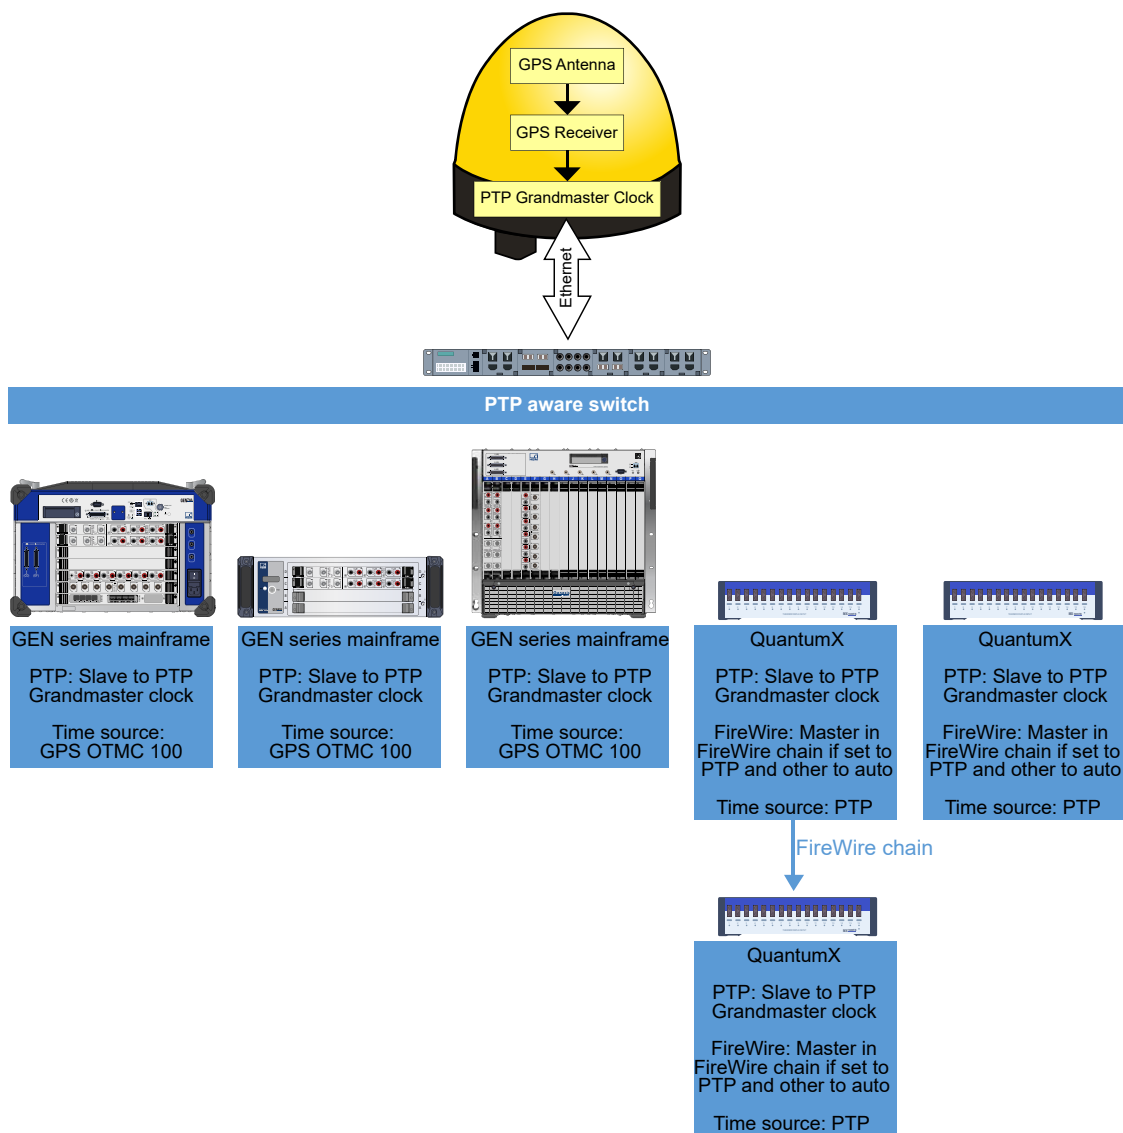 GPS Antenna
GPS Receiver
PTP Grandmaster Clock
Ethernet
PTP aware switch
GEN series mainframe
PTP: Slave to PTP
Grandmaster clock
Time source:
GPS OTMC 100
GEN series mainframe
PTP: Slave to PTP
Grandmaster clock
Time source:
GPS OTMC 100
GEN series mainframe
PTP: Slave to PTP
Grandmaster clock
Time source:
GPS OTMC 100
QuantumX
PTP: Slave to PTP
Grandmaster clock
FireWire: Master in
FireWire chain if set to
PTP and other to auto
Time source: PTP
QuantumX
PTP: Slave to PTP
Grandmaster clock
FireWire: Master in
FireWire chain if set to
PTP and other to auto
Time source: PTP
FireWire chain
QuantumX
PTP: Slave to PTP
Grandmaster clock
FireWire: Master in
FireWire chain if set to
PTP and other to auto
Time source: PTP